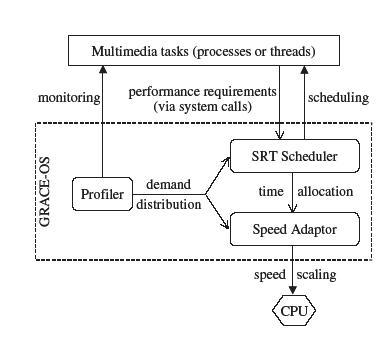 Multimedia tasks (processes or threads)
monitoring
performance requirements
(via system calls)
scheduling
GRACE-OS
SRT Scheduler
Profiler
demand
distribution
time allocation
Speed Adaptor
speed scaling
CPU